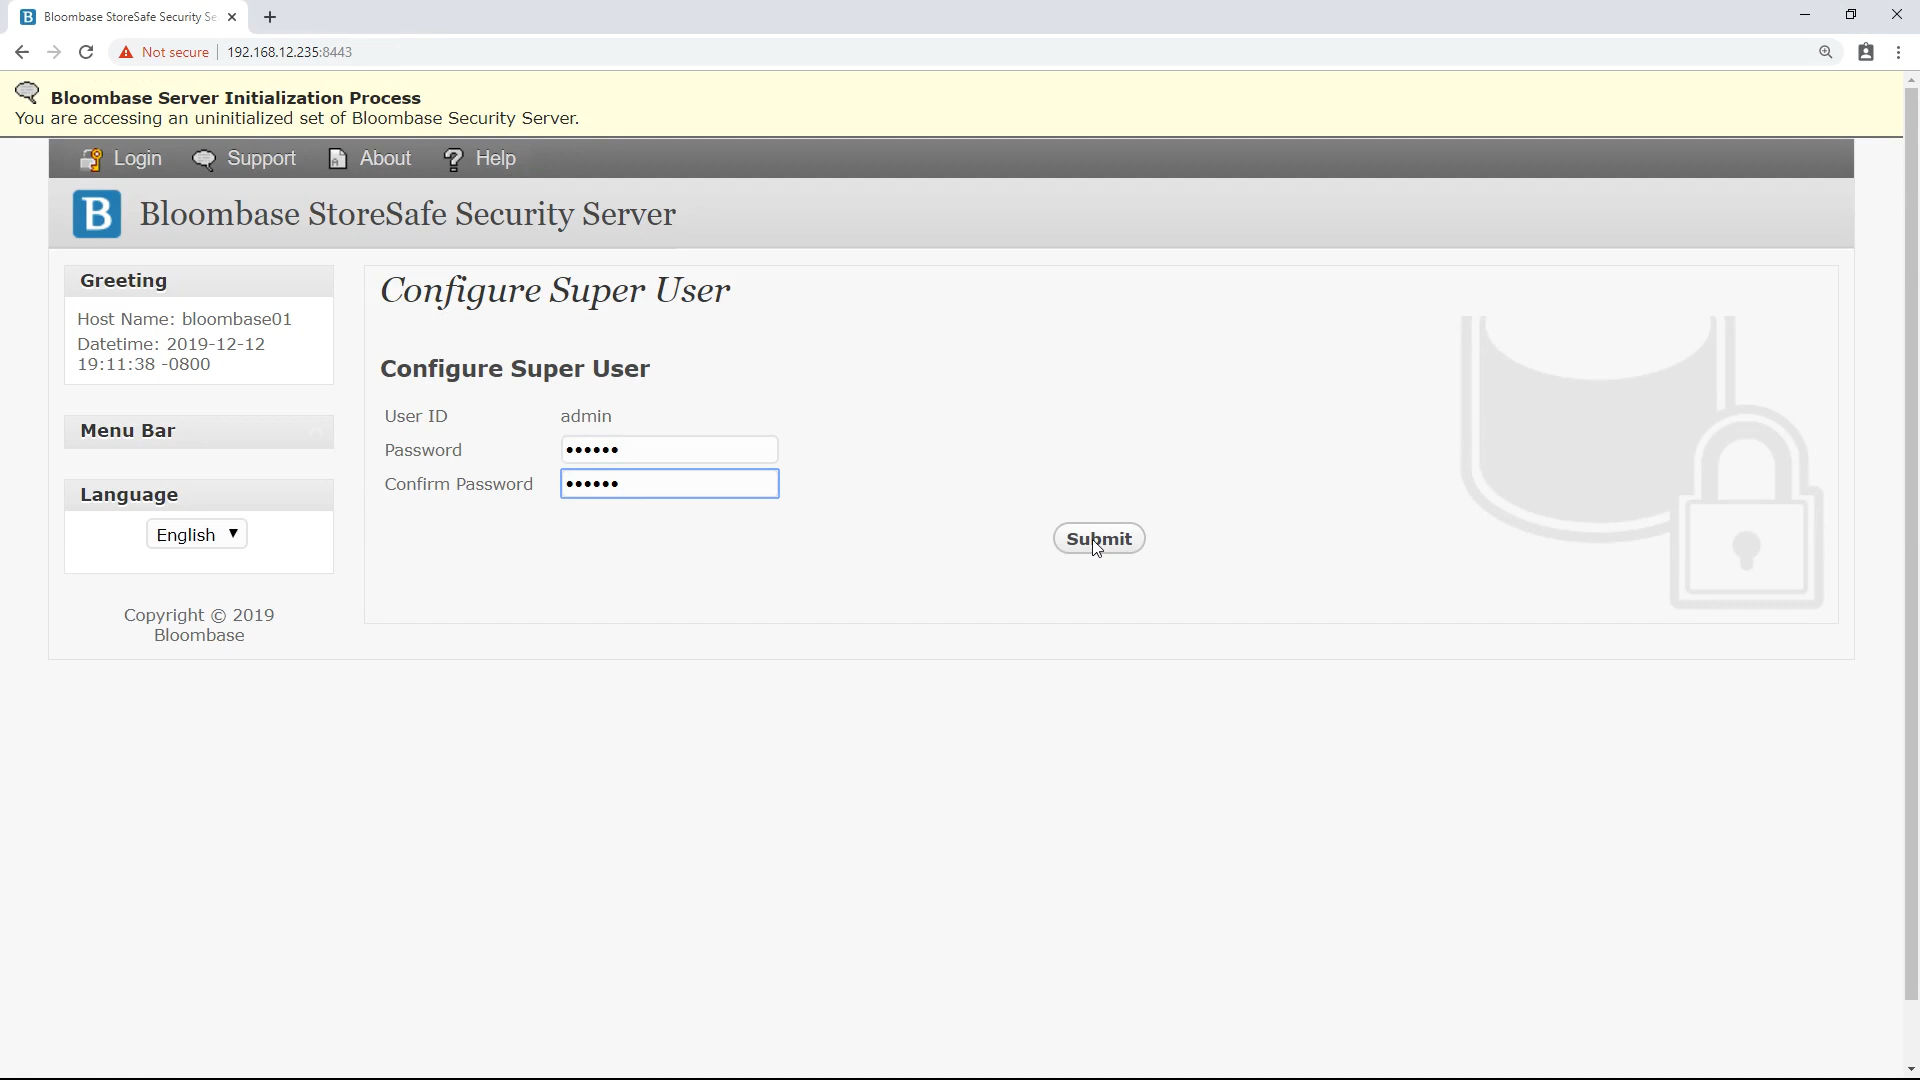 Bloombase StoreSafe Security Se
Not secure
192.168.12.235:8443
Bloombase Server Initialization Process
You are accessing an uninitialized set of Bloombase Security Server.
Login
Support
About
Help
Bloombase StoreSafe Security Server
Greeting
Host Name: bloombase01
Datetime: 2019-12-12
19:11:38 -0800
Menu Bar
Language
English
Copyright © 2019
Bloombase
Configure Super User
Configure Super User
User ID admin
Password ••••••
Confirm Password ••••••
Submit